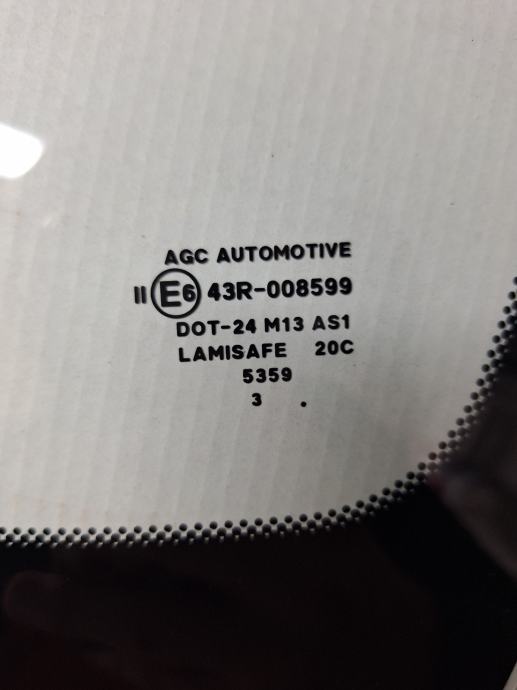 AGC AUTOMOTIVE
II E6 43R-008599
DOT-24 M13 AS1
LAMISAFE 20C
5359
3 .